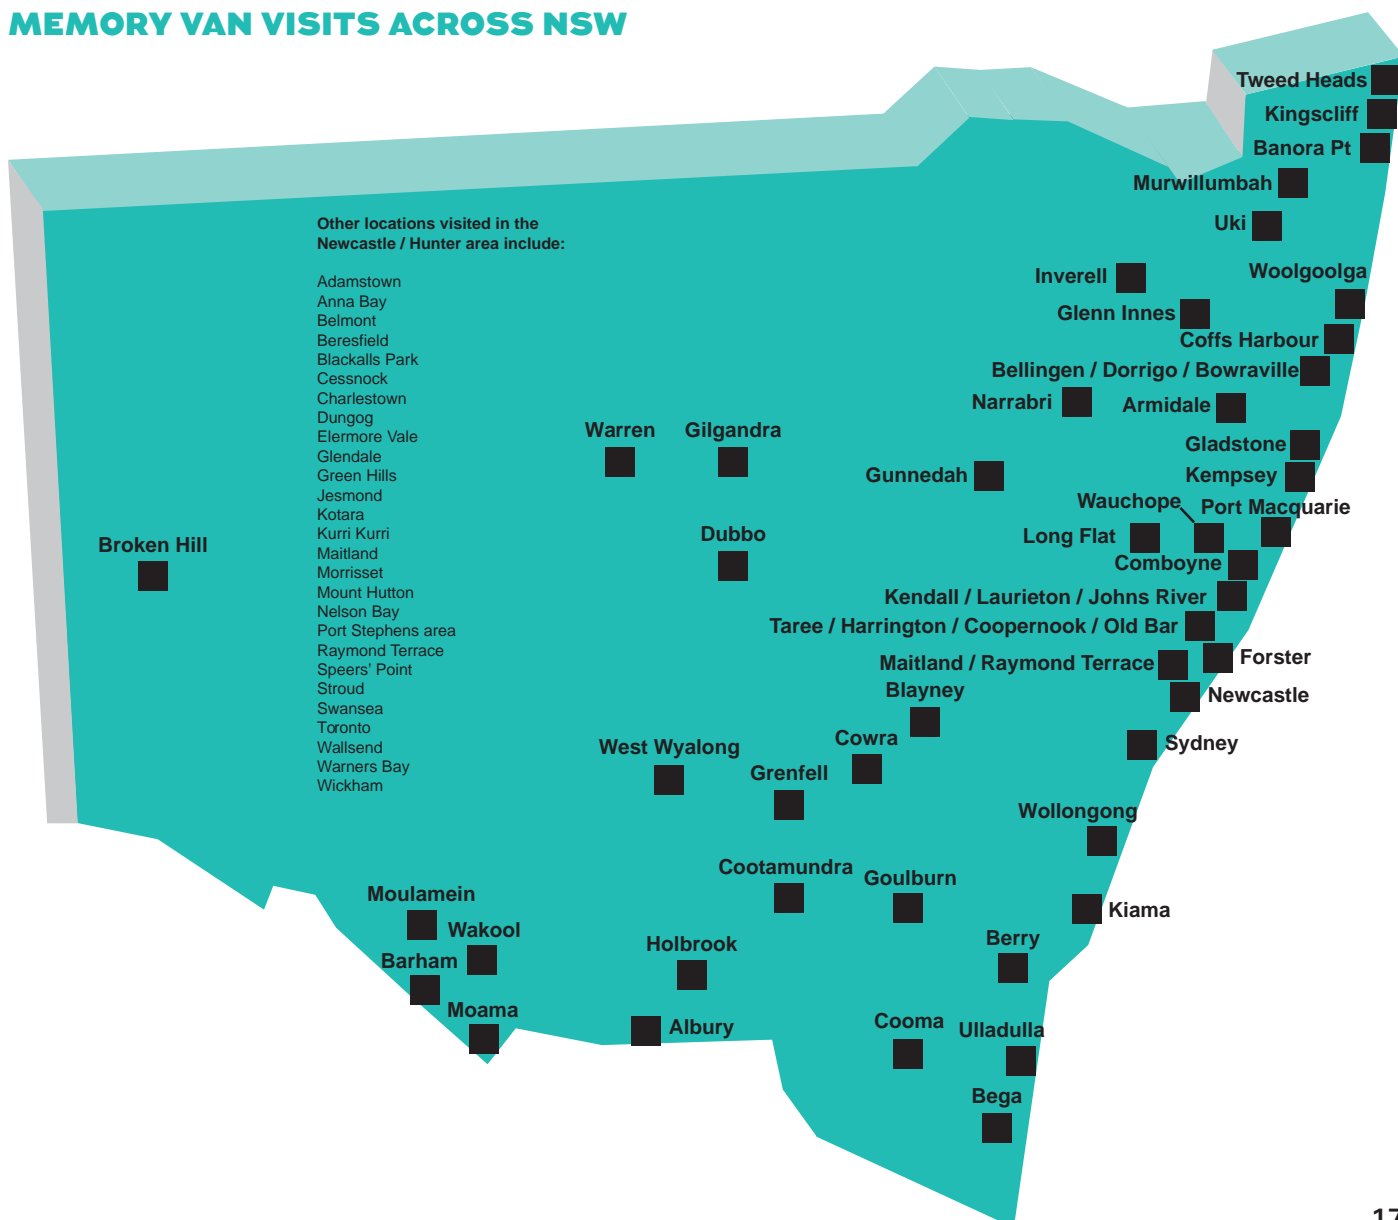 MEMORY VAN VISITS ACROSS NSW
Tweed Heads
Kingscliff
Banora Pt
Murwillumbah
Uki
Other locations visited in the
Newcastle / Hunter area include:
Adamstown
Anna Bay
Belmont
Beresfield
Blackalls Park
Cessnock
Charlestown
Dungog
Elermore Vale
Glendale
Green Hills
Jesmond
Kotara
Kurri Kurri
Maitland
Morrisset
Mount Hutton
Nelson Bay
Port Stephens area
Raymond Terrace
Speers' Point
Stroud
Swansea
Toronto
Wallsend
Warners Bay
Wickham
Inverell
Woolgoolga
Glenn Innes
Coffs Harbour
Bellingen / Dorrigo / Bowraville
Narrabri
Armidale
Warren
Gilgandra
Gladstone
Gunnedah
Kempsey
Wauchope
Port Macquarie
Broken Hill
Dubbo
Long Flat
Comboyne
Kendall / Laurieton / Johns River
Taree / Harrington / Coopernook / Old Bar
Maitland / Raymond Terrace
Forster
Blayney
Newcastle
Cowra
Sydney
West Wyalong
Grenfell
Wollongong
Cootamundra
Goulburn
Moulamein
Kiama
Wakool
Berry
Holbrook
Barham
Moama
Albury
Cooma
Ulladulla
Bega
17